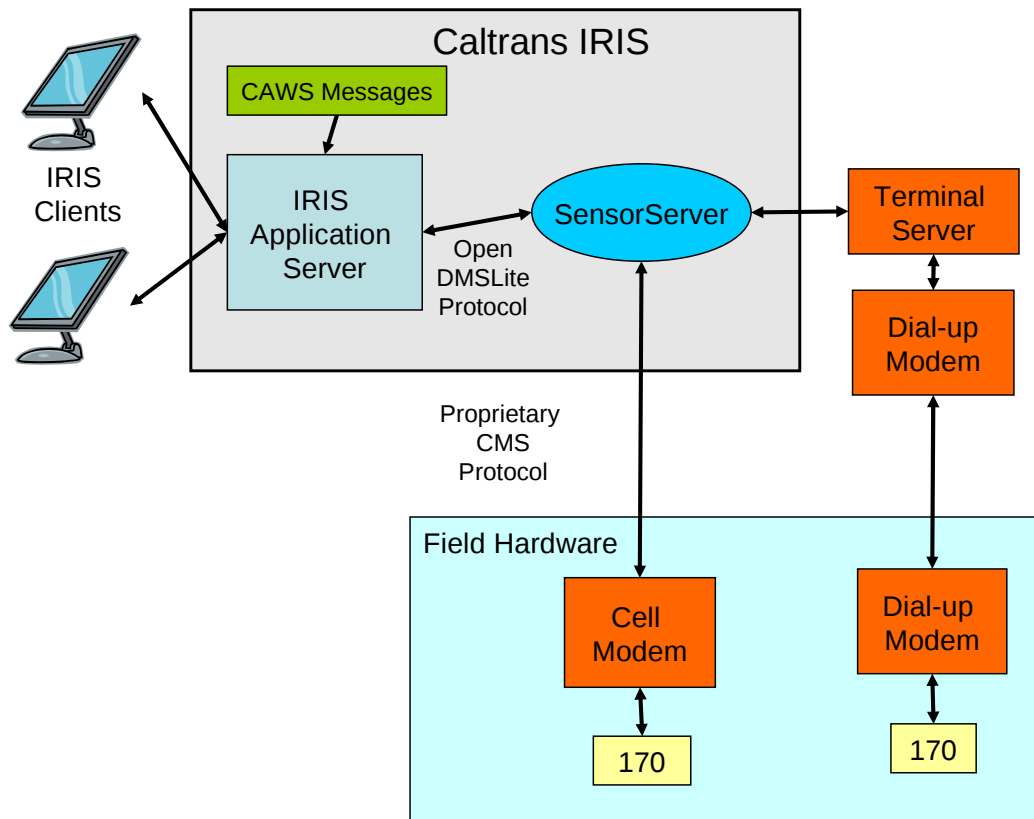 Caltrans IRIS
CAWS Messages
IRIS
Clients
IRIS
Application
Server
Open
DMSLite
Protocol
SensorServer
Terminal
Server
Dial-up
Modem
Proprietary
CMS
Protocol
Field Hardware
Cell
Modem
Dial-up
Modem
170
170